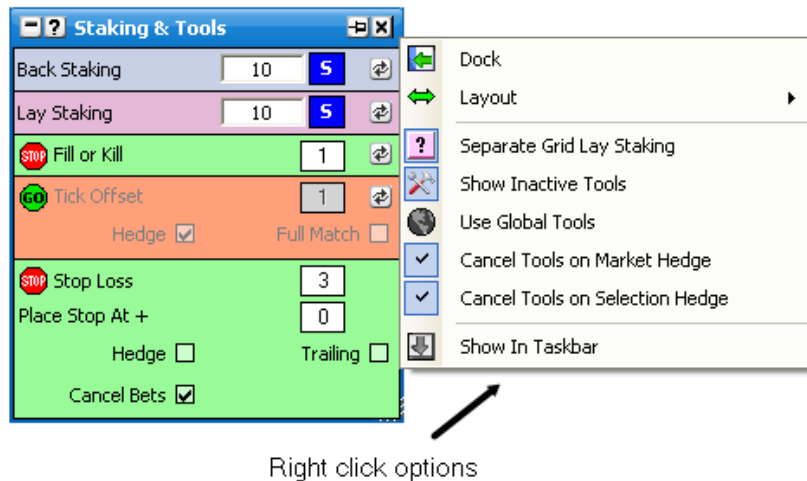 ? Staking & Tools
Back Staking 10 S
Lay Staking 10 S
STOP Fill or Kill 1
GO Tick Offset 1
Hedge Full Match
STOP Stop Loss 3
Place Stop At + 0
Hedge Trailing
Cancel Bets
Dock
Layout
? Separate Grid Lay Staking
Show Inactive Tools
Use Global Tools
Cancel Tools on Market Hedge
Cancel Tools on Selection Hedge
Show In Taskbar
Right click options